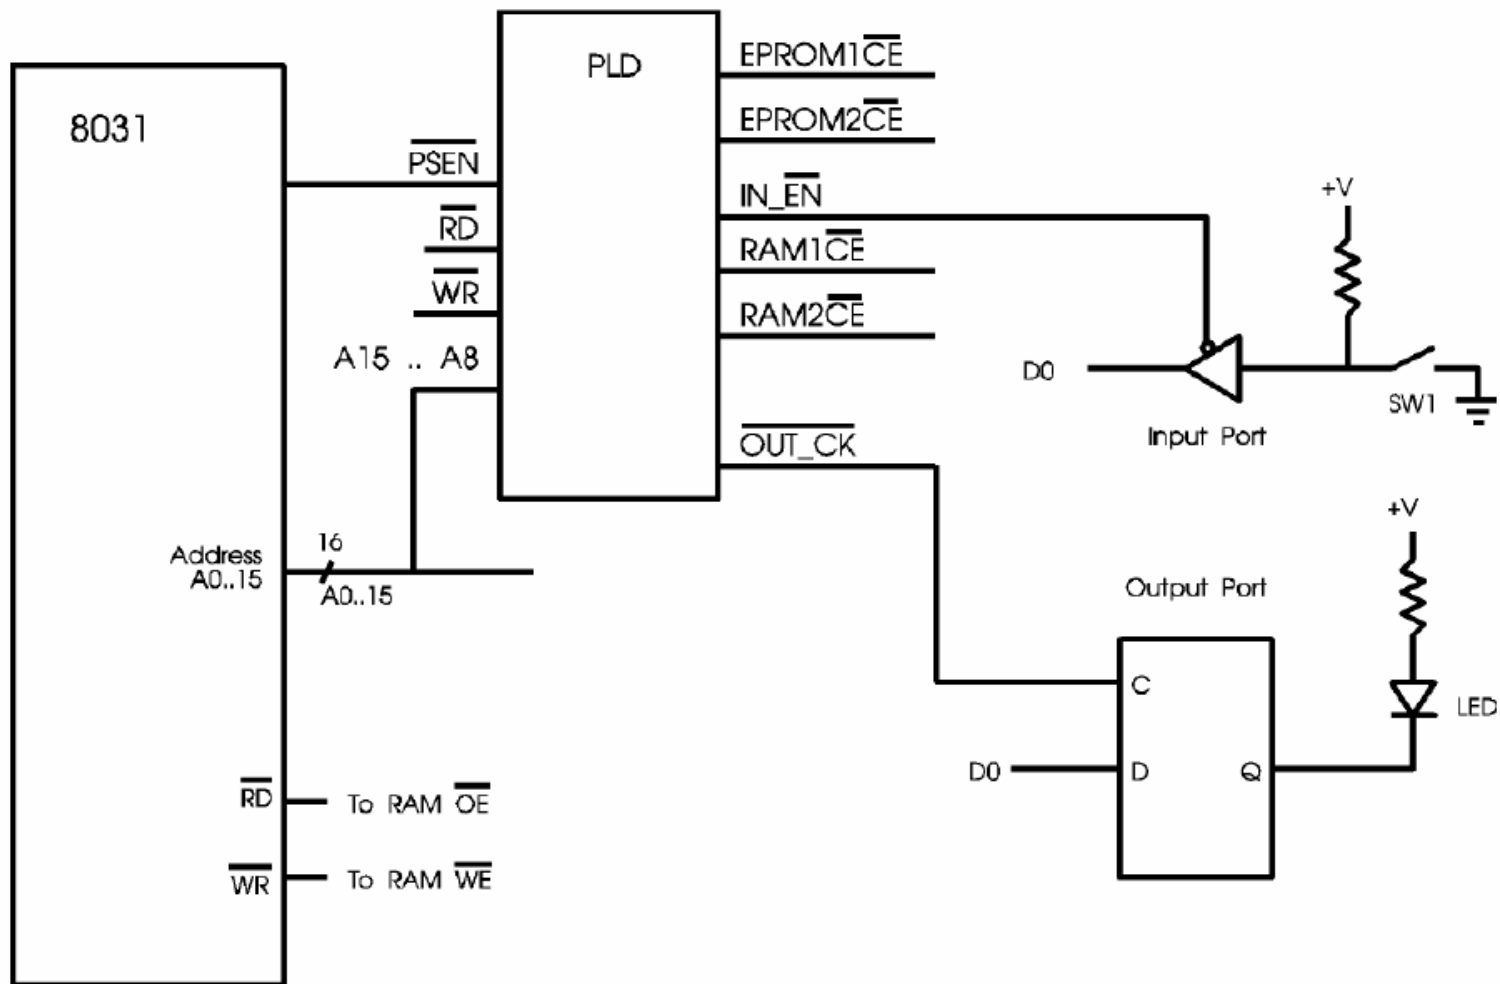 8031
PLD
PSEN
RD
WR
A15 .. A8
EPROM1CE
EPROM2CE
IN_EN
RAM1CE
RAM2CE
OUT_CK
+V
D0
SW1
Input Port
Address
A0..15
16
A0..15
+V
Output Port
C
LED
D0
D
Q
RD
To RAM OE
WR
To RAM WE